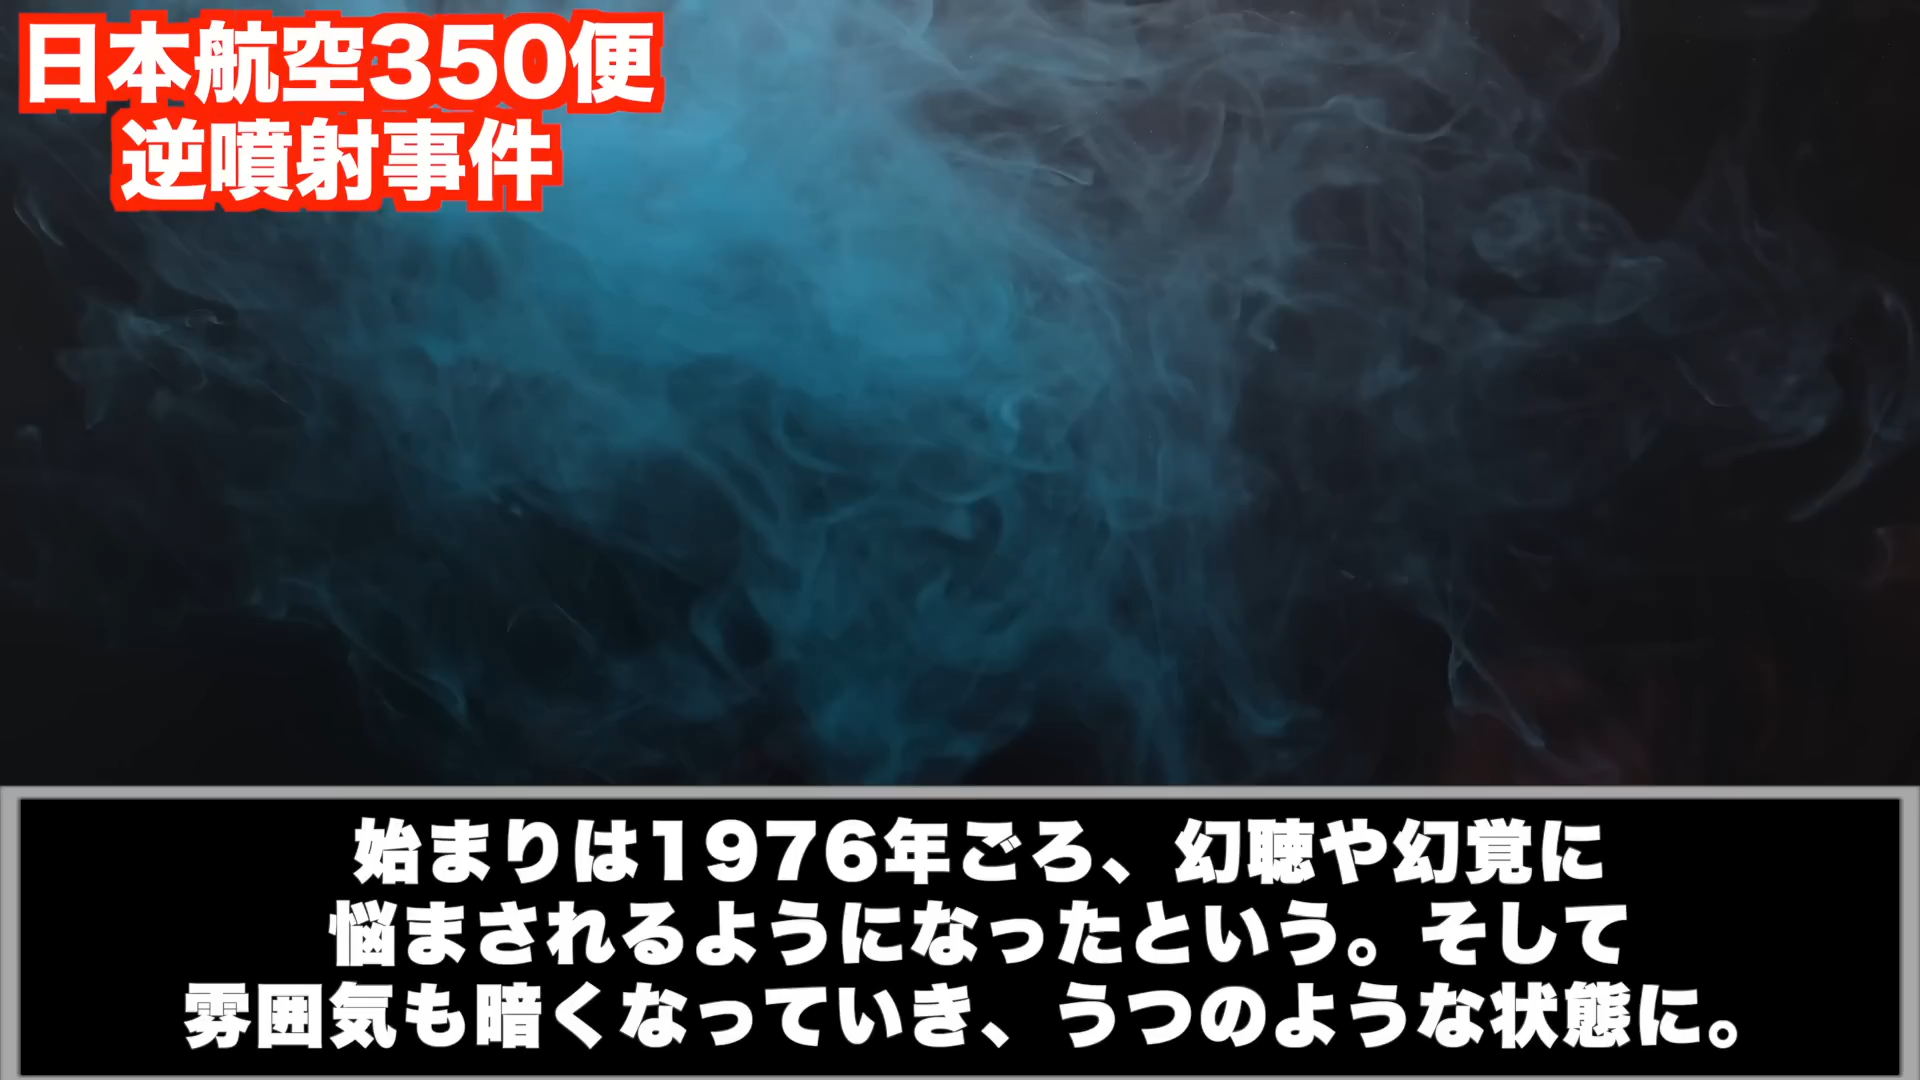 日本航空350便
逆噴射事件
始まりは1976年ごろ、幻聴や幻覚に
悩まされるようになったという。そして
雰囲気も暗くなっていき、うつのような状態に。